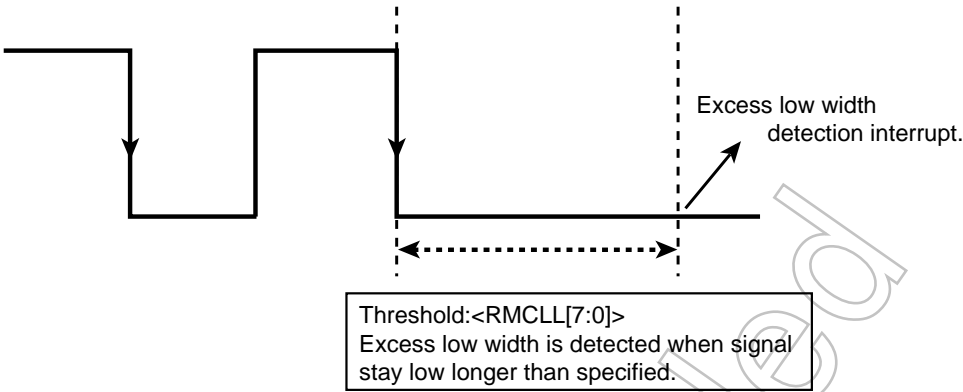 Excess low width
detection interrupt.
Threshold:<RMCLL[7:0]>
Excess low width is detected when signal
stay low longer than specified.